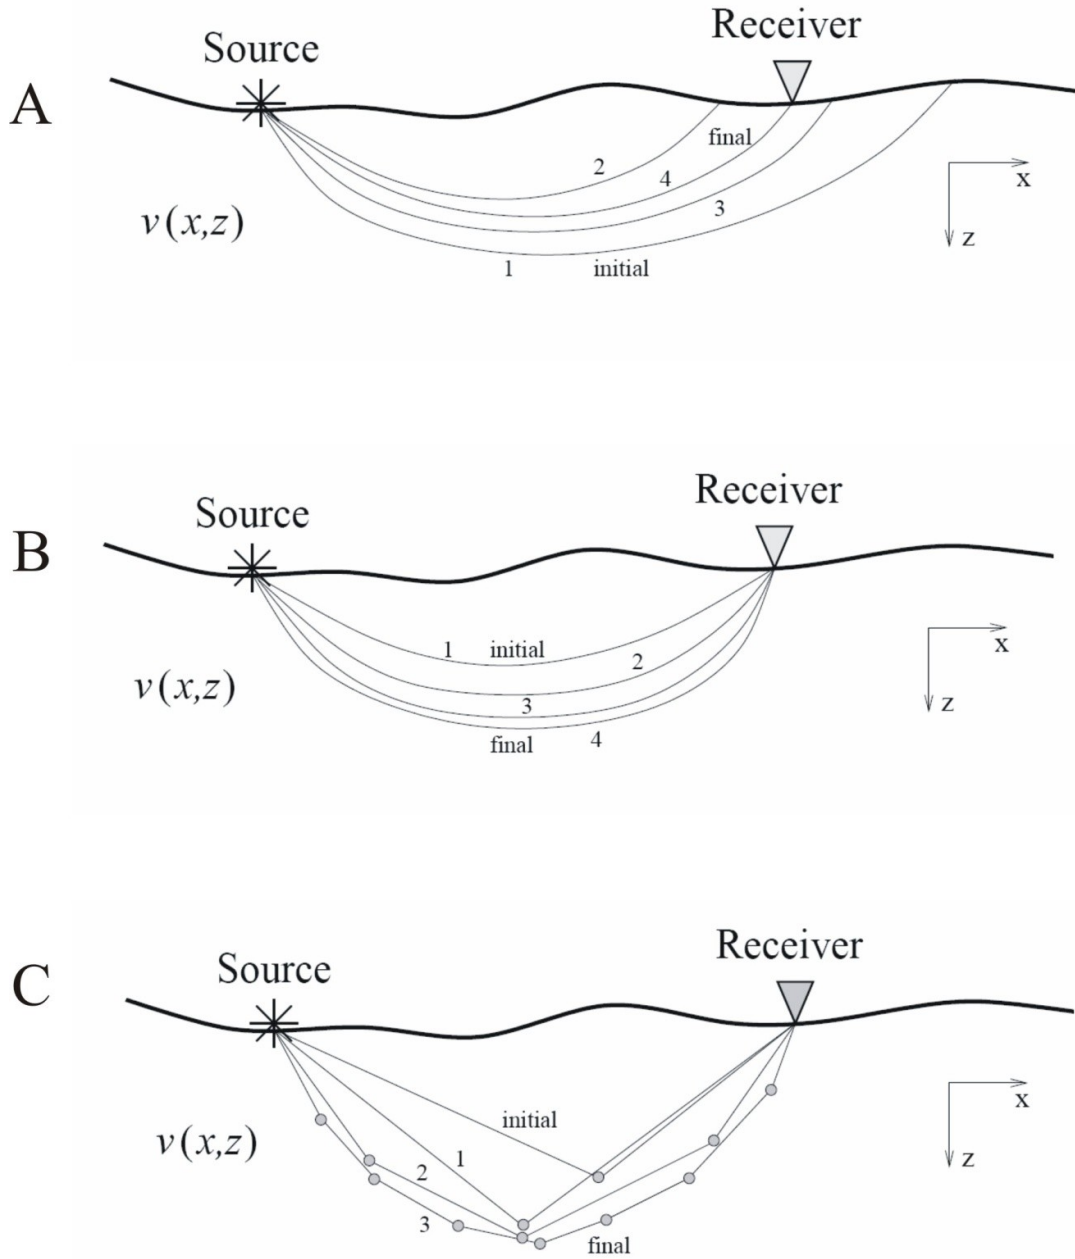 Receiver
Source
A
final
2
4
x
3
v(x,z)
z
1 initial
Receiver
Source
B
1 initial
x
2
v(x,z)
3
z
final 4
Receiver
Source
C
x
initial
v(x,z)
1
z
2
3
final